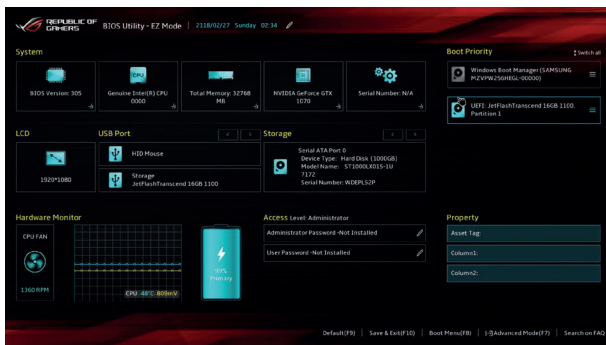 REPUBLIC OF
GAMERS
BIOS Utility - EZ Mode
2118/02/27 Sunday 02:34
System
BIOS Version: 305
CPU
Genuine Intel(R) CPU
0000
Total Memory: 32768
MB
NVIDIA GeForce GTX
1070
Serial Number: N/A
Boot Priority
Switch all
Windows Boot Manager (SAMSUNG
MZVPW256HEGL-00000)
UEFI: JetFlashTranscend 16GB 1100,
Partition 1
LCD
1920*1080
USB Port
HID Mouse
Storage
JetFlashTranscend 16GB 1100
Storage
Serial ATA Port 0
Device Type: Hard Disk (1000GB)
Model Name: ST1000LX015-1U
7172
Serial Number: WDEPLS2P
Hardware Monitor
CPU FAN
1360 RPM
CPU 48°C 809mV
99%
Primary
Access Level: Administrator
Administrator Password -Not Installed
User Password -Not Installed
Property
Asset Tag:
Column1:
Column2:
Default(F9)
Save & Exit(F10)
Boot Menu(F8)
Advanced Mode(F7)
Search on FAQ